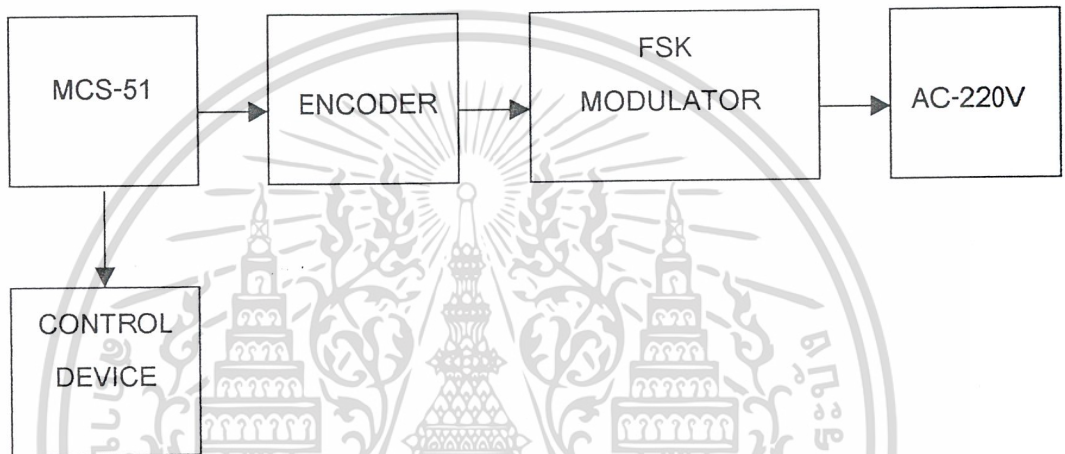 MCS-51
ENCODER
FSK
MODULATOR
AC-220V
CONTROL
DEVICE